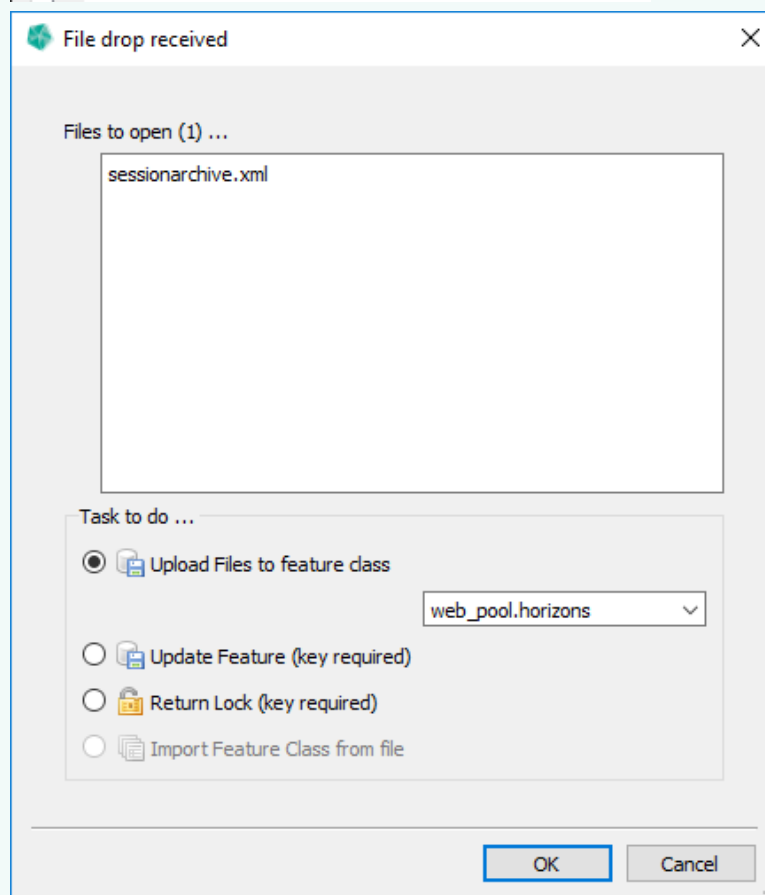 File drop received
Files to open (1) ...
sessionarchive.xml
Task to do ...
Upload Files to feature class
web_pool.horizons
Update Feature (key required)
Return Lock (key required)
Import Feature Class from file
OK
Cancel